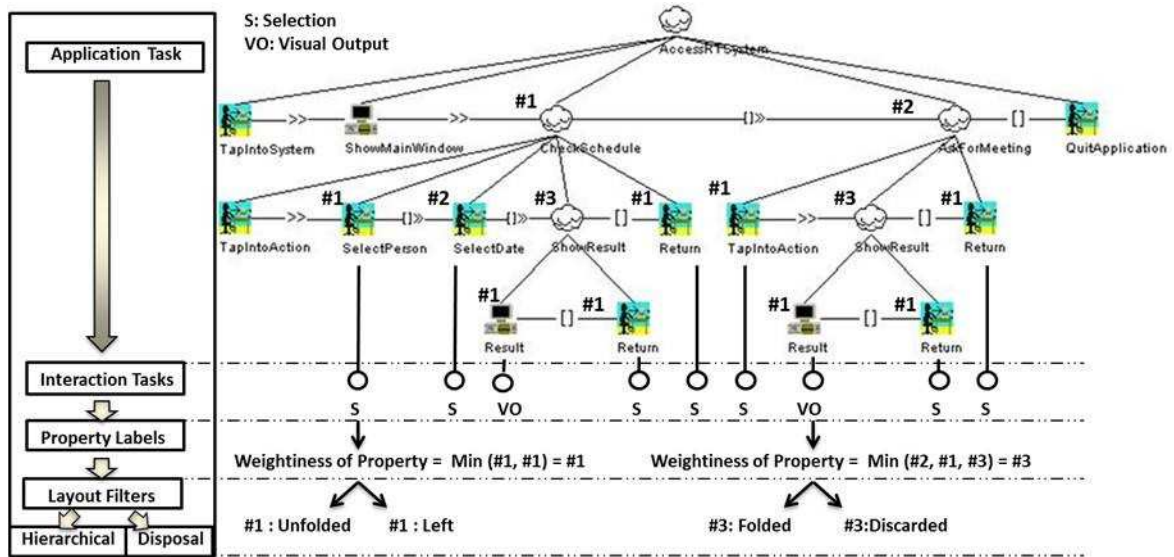 S: Selection
VO: Visual Output
Application Task
AccessRTSystem
#1 #2
>> >> []>> []
TapIntoSystem ShowMainWindow CheckSchedule AskForMeeting QuitApplication
#1 #2 #3 #1 #1 #3 #1
>> []>> []>> [] >> []
TapIntoAction SelectPerson SelectDate ShowResult Return TapIntoAction ShowResult Return
#1 #1 #1 #1
[] []
Result Return Result Return
Interaction Tasks
S S VO S S S VO S S
Property Labels
Weightiness of Property = Min (#1, #1) = #1
Weightiness of Property = Min (#2, #1, #3) = #3
Layout Filters
Hierarchical Disposal
#1 : Unfolded #1 : Left #3: Folded #3:Discarded